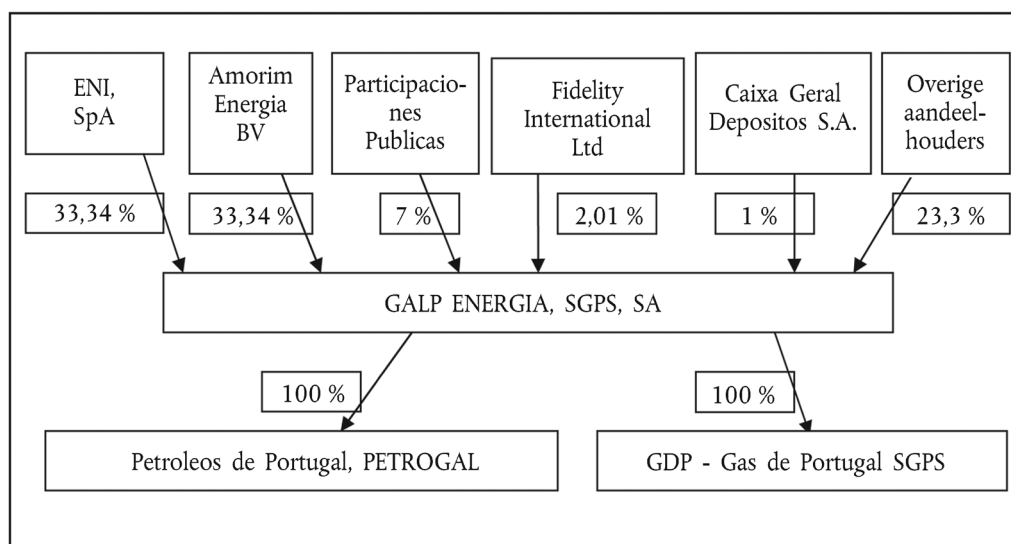 ENI,
SpA
Amorim
Energia
BV
Participacio-
nes
Publicas
Fidelity
International
Ltd
Caixa Geral
Depositos S.A.
Overige
aandeel-
houders
33,34 %
33,34 %
7 %
2,01 %
1 %
23,3 %
GALP ENERGIA, SGPS, SA
100 %
100 %
Petroleos de Portugal, PETROGAL
GDP - Gas de Portugal SGPS